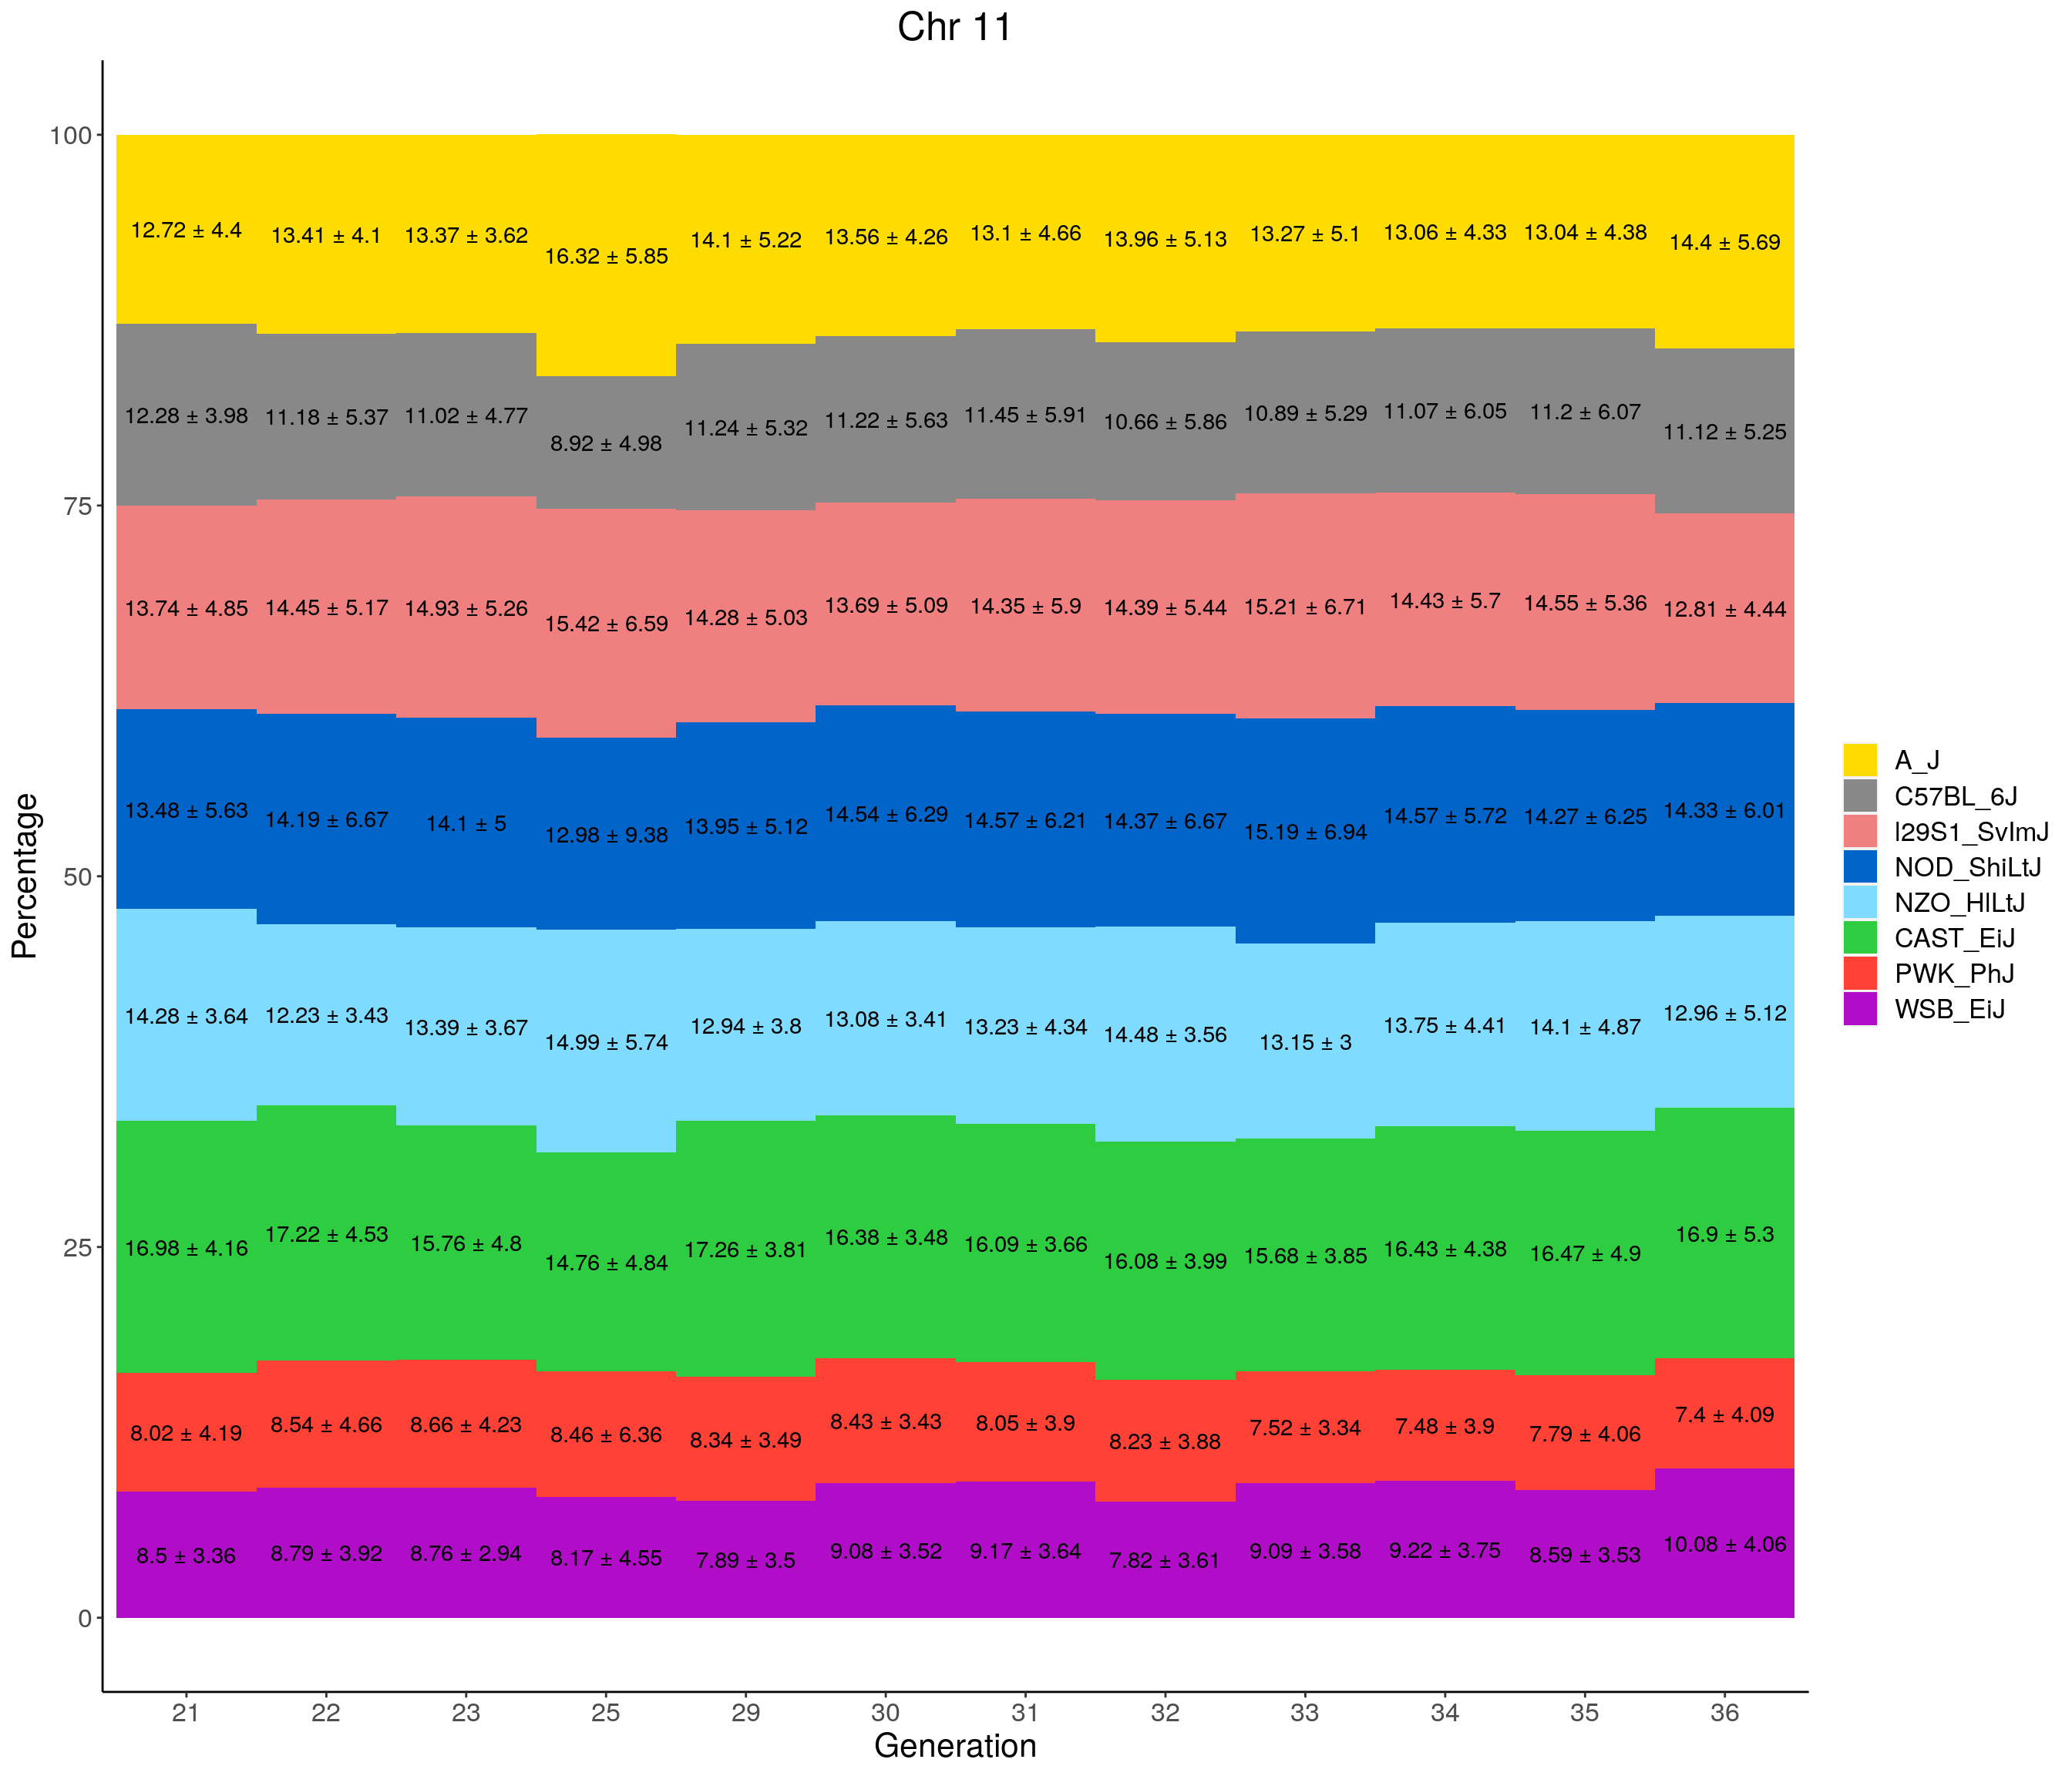 Chr 11
Percentage
100
75
50
25
0
12.72 ± 4.4 13.41 ± 4.1 13.37 ± 3.62 16.32 ± 5.85 14.1 ± 5.22 13.56 ± 4.26 13.1 ± 4.66 13.96 ± 5.13 13.27 ± 5.1 13.06 ± 4.33 13.04 ± 4.38 14.4 ± 5.69
12.28 ± 3.98 11.18 ± 5.37 11.02 ± 4.77 8.92 ± 4.98 11.24 ± 5.32 11.22 ± 5.63 11.45 ± 5.91 10.66 ± 5.86 10.89 ± 5.29 11.07 ± 6.05 11.2 ± 6.07 11.12 ± 5.25
13.74 ± 4.85 14.45 ± 5.17 14.93 ± 5.26 15.42 ± 6.59 14.28 ± 5.03 13.69 ± 5.09 14.35 ± 5.9 14.39 ± 5.44 15.21 ± 6.71 14.43 ± 5.7 14.55 ± 5.36 12.81 ± 4.44
13.48 ± 5.63 14.19 ± 6.67 14.1 ± 5 12.98 ± 9.38 13.95 ± 5.12 14.54 ± 6.29 14.57 ± 6.21 14.37 ± 6.67 15.19 ± 6.94 14.57 ± 5.72 14.27 ± 6.25 14.33 ± 6.01
14.28 ± 3.64 12.23 ± 3.43 13.39 ± 3.67 14.99 ± 5.74 12.94 ± 3.8 13.08 ± 3.41 13.23 ± 4.34 14.48 ± 3.56 13.15 ± 3 13.75 ± 4.41 14.1 ± 4.87 12.96 ± 5.12
16.98 ± 4.16 17.22 ± 4.53 15.76 ± 4.8 14.76 ± 4.84 17.26 ± 3.81 16.38 ± 3.48 16.09 ± 3.66 16.08 ± 3.99 15.68 ± 3.85 16.43 ± 4.38 16.47 ± 4.9 16.9 ± 5.3
8.02 ± 4.19 8.54 ± 4.66 8.66 ± 4.23 8.46 ± 6.36 8.34 ± 3.49 8.43 ± 3.43 8.05 ± 3.9 8.23 ± 3.88 7.52 ± 3.34 7.48 ± 3.9 7.79 ± 4.06 7.4 ± 4.09
8.5 ± 3.36 8.79 ± 3.92 8.76 ± 2.94 8.17 ± 4.55 7.89 ± 3.5 9.08 ± 3.52 9.17 ± 3.64 7.82 ± 3.61 9.09 ± 3.58 9.22 ± 3.75 8.59 ± 3.53 10.08 ± 4.06
21 22 23 25 29 30 31 32 33 34 35 36
Generation
A_J
C57BL_6J
l29S1_SvImJ
NOD_ShiLtJ
NZO_HlLtJ
CAST_EiJ
PWK_PhJ
WSB_EiJ